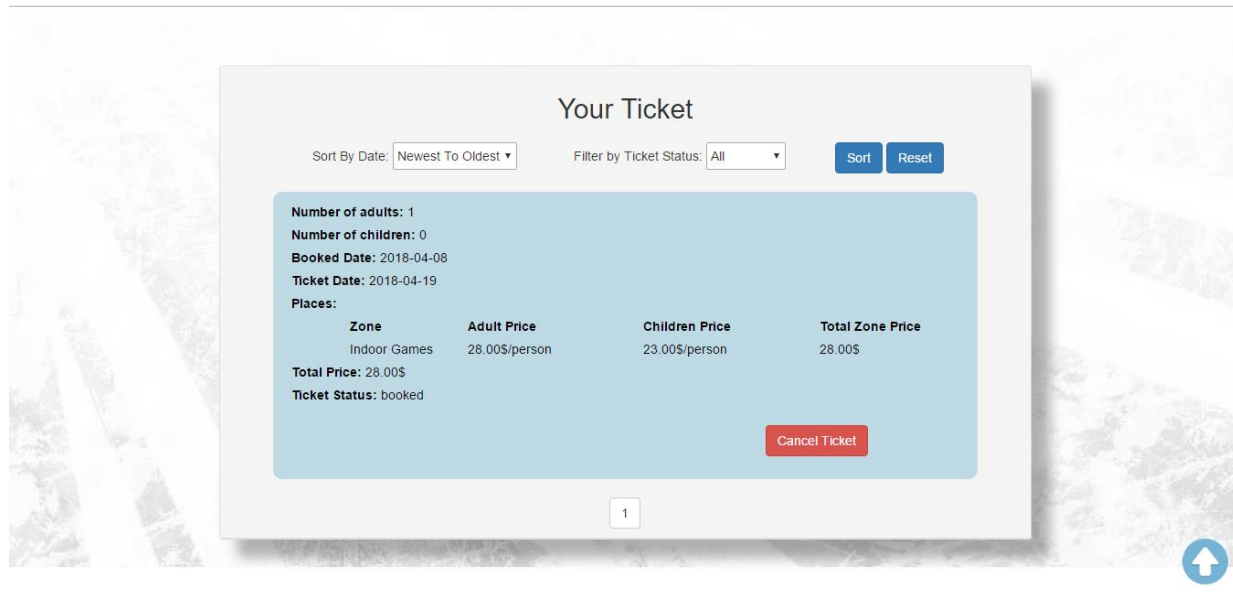 Your Ticket
Sort By Date: Newest To Oldest Filter by Ticket Status: All Sort Reset
Number of adults: 1
Number of children: 0
Booked Date: 2018-04-08
Ticket Date: 2018-04-19
Places:
Zone Adult Price Children Price Total Zone Price
Indoor Games 28.00$/person 23.00$/person 28.00$
Total Price: 28.00$
Ticket Status: booked
Cancel Ticket
1